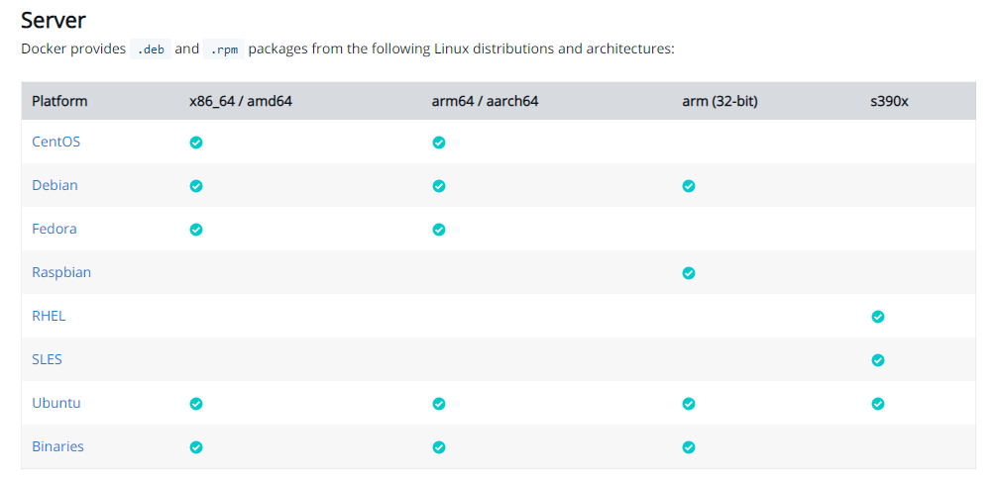 Server
Docker provides .deb and .rpm packages from the following Linux distributions and architectures:
Platform x86_64 / amd64 arm64 / aarch64 arm (32-bit) s390x
CentOS
Debian
Fedora
Raspbian
RHEL
SLES
Ubuntu
Binaries